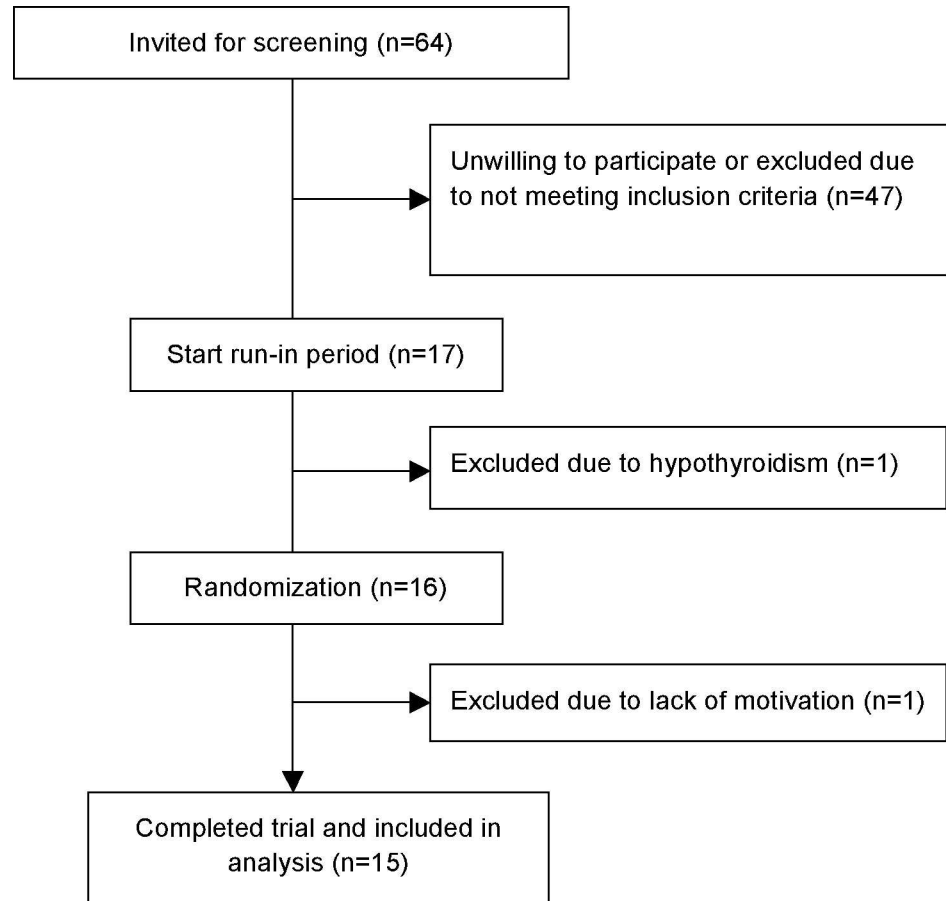 Invited for screening (n=64)
Unwilling to participate or excluded due
to not meeting inclusion criteria (n=47)
Start run-in period (n=17)
Excluded due to hypothyroidism (n=1)
Randomization (n=16)
Excluded due to lack of motivation (n=1)
Completed trial and included in
analysis (n=15)